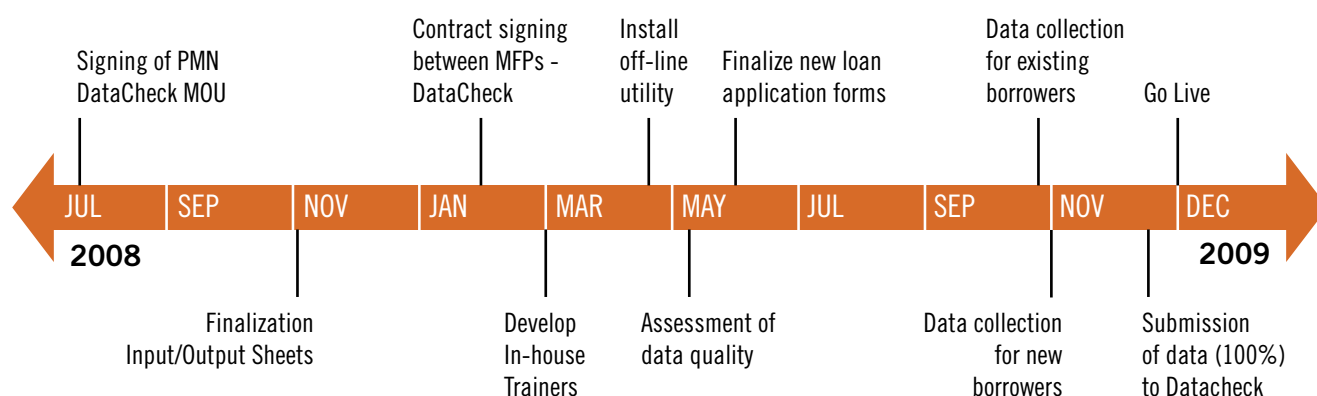 Signing of PMN
DataCheck MOU
Contract signing
between MFPs -
DataCheck
Install
off-line
utility
Finalize new loan
application forms
Data collection
for existing
borrowers
Go Live
JUL SEP NOV JAN MAR MAY JUL SEP NOV DEC
2008 2009
Finalization
Input/Output Sheets
Develop
In-house
Trainers
Assessment of
data quality
Data collection
for new
borrowers
Submission
of data (100%)
to Datacheck